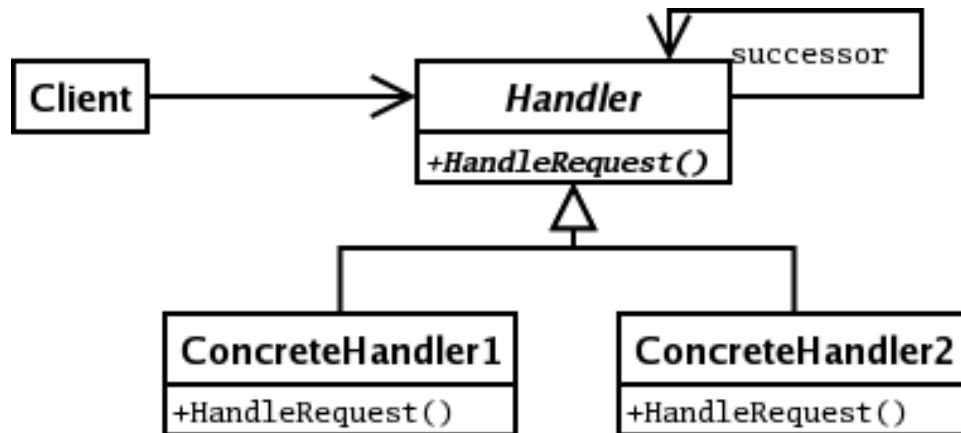 successor
Client
Handler
+HandleRequest()
ConcreteHandler1
ConcreteHandler2
+HandleRequest()
+HandleRequest()